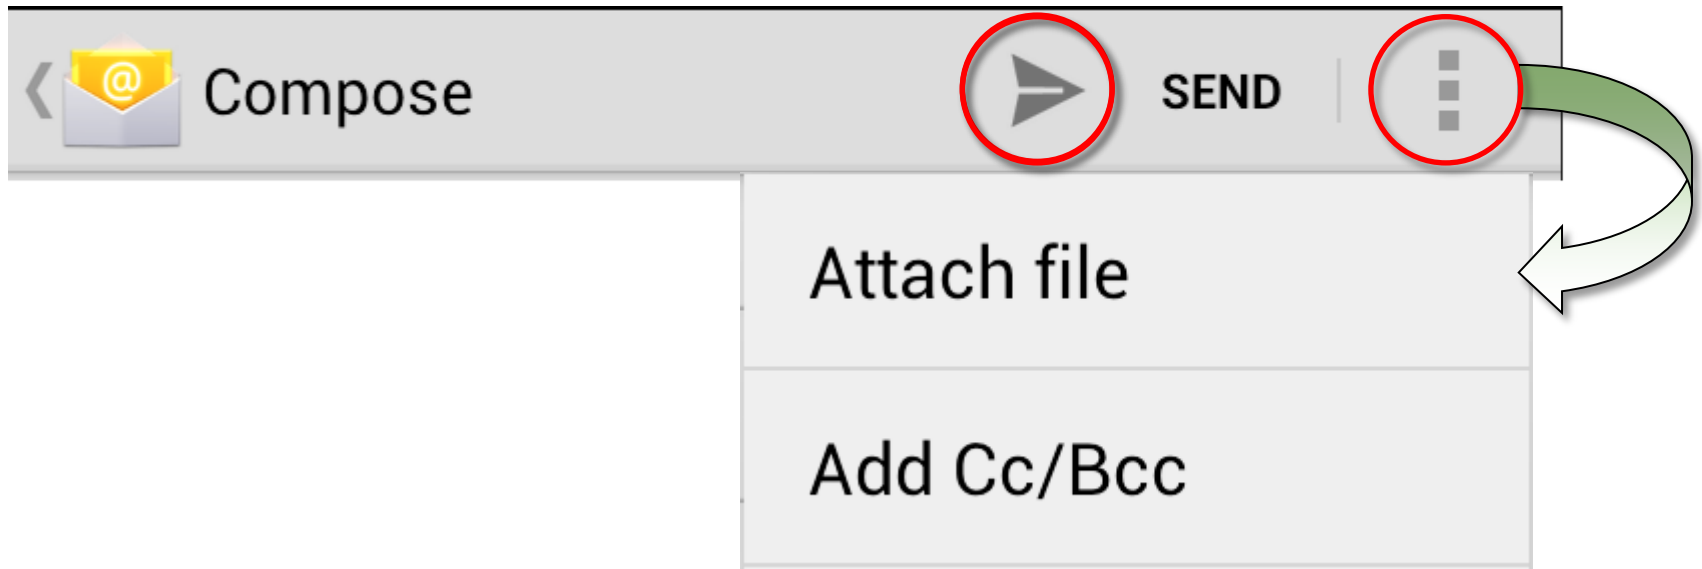 @
Compose
SEND
Attach file
Add Cc/Bcc